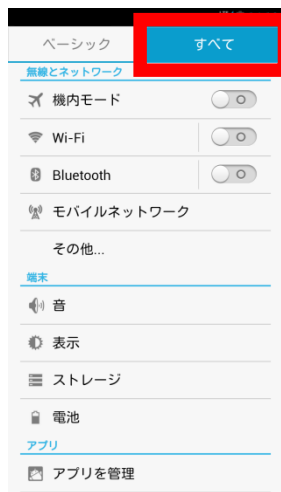 ベーシック
すべて
無線とネットワーク
機内モード
Wi-Fi
Bluetooth
モバイルネットワーク
その他...
端末
音
表示
ストレージ
電池
アプリ
アプリを管理